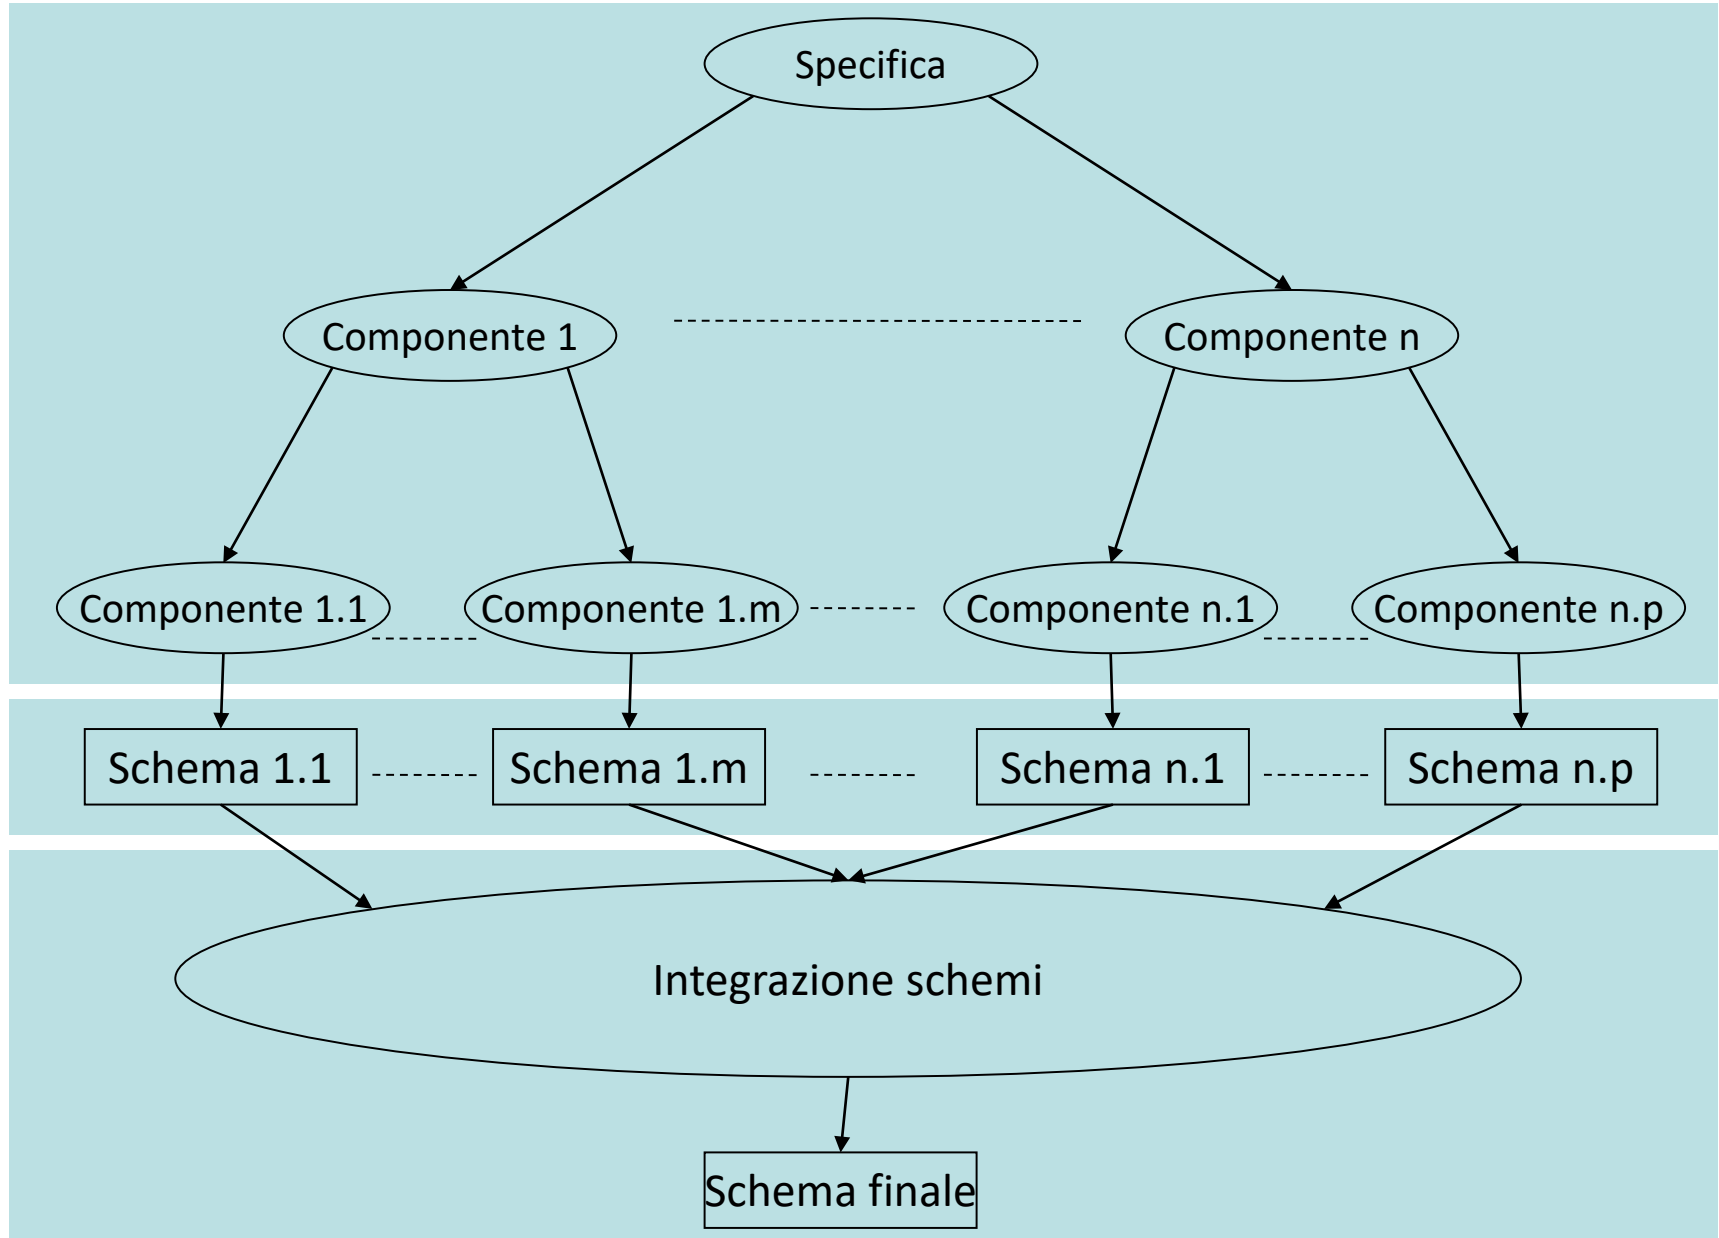 Specifica
Componente 1
Componente n
Componente 1.1
Componente 1.m
Componente n.1
Componente n.p
Schema 1.1
Schema 1.m
Schema n.1
Schema n.p
Integrazione schemi
Schema finale